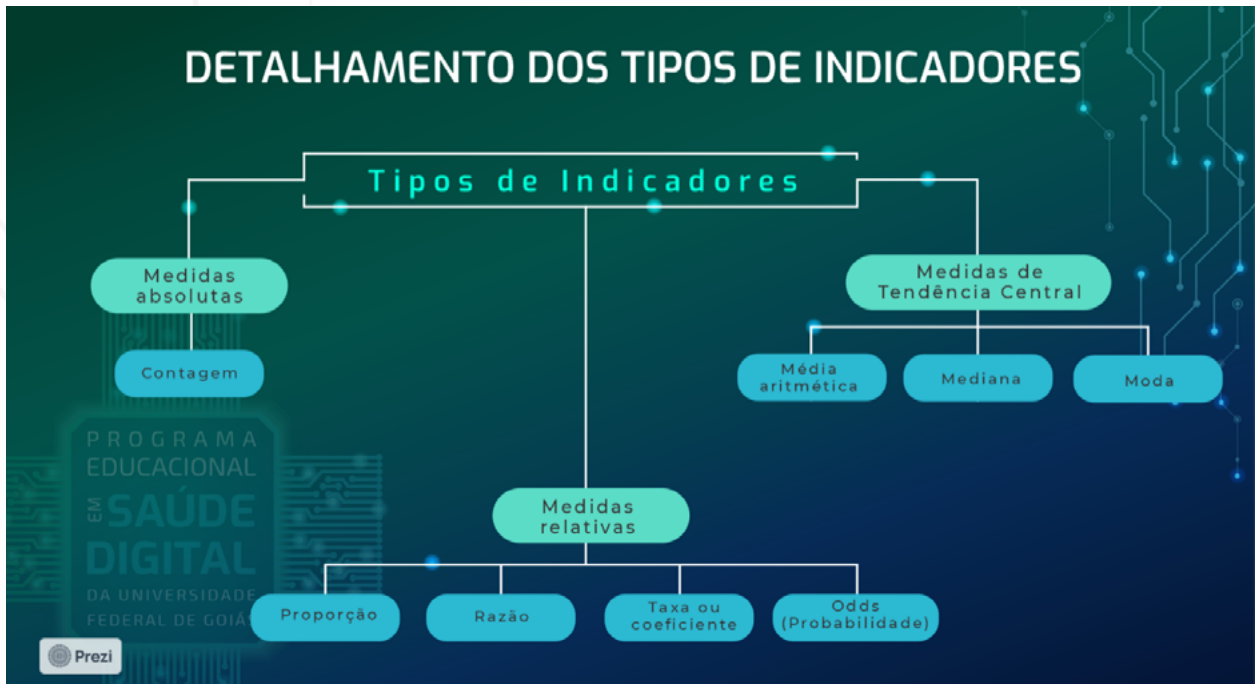 DETALHAMENTO DOS TIPOS DE INDICADORES
Tipos de Indicadores
Medidas
absolutas
Contagem
Medidas de
Tendência Central
Média
aritmética
Mediana
Moda
Medidas
relativas
Proporção
Razão
Taxa ou
coeficiente
Odds
(Probabilidade)
PROGRAMA
EDUCACIONAL
EM SAÚDE
DIGITAL
DA UNIVERSIDADE
FEDERAL DE GOIÁS
Prezi